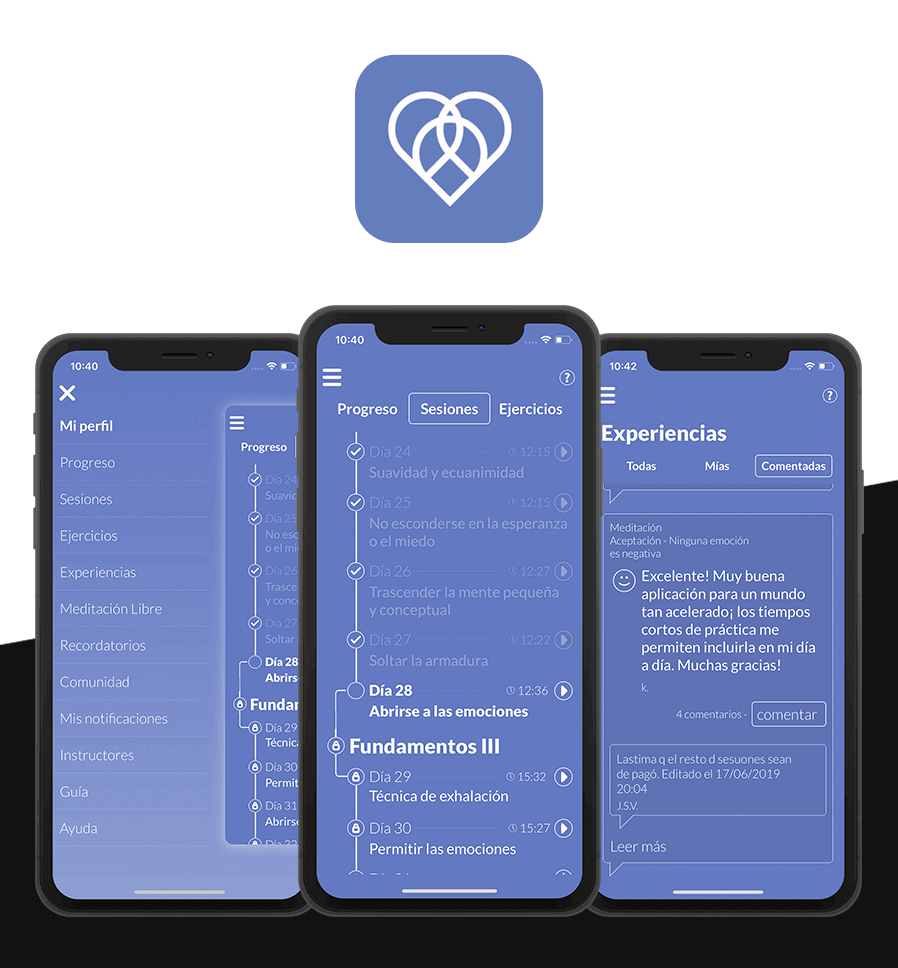 10:40
Mi perfil
Progreso
Sesiones
Ejercicios
Experiencias
Meditación Libre
Recordatorios
Comunidad
Mis notificaciones
Instructores
Guía
Ayuda
Progreso
Día 24
Suavid
Día 25
No esc
o el mi
Día 26
Trasce
y conc
Día 27
Soltar
Día 28
Abrirse
Fundar
Día 29
Técnic
Día 30
Permit
Día 31
Abrirse
Día 32
10:40
?
Progreso Sesiones Ejercicios
Día 24 12:15
Suavidad y ecuanimidad
Día 25 12:15
No esconderse en la esperanza
o el miedo
Día 26 12:27
Trascender la mente pequeña
y conceptual
Día 27 12:22
Soltar la armadura
Día 28 12:36
Abrirse a las emociones
Fundamentos III
Día 29 15:32
Técnica de exhalación
Día 30 15:27
Permitir las emociones
10:42
?
Experiencias
Todas Mías Comentadas
Meditación
Aceptación - Ninguna emoción
es negativa
Excelente! Muy buena
aplicación para un mundo
tan acelerado¡ los tiempos
cortos de práctica me
permiten incluirla en mi día
a día. Muchas gracias!
k.
4 comentarios - comentar
Lastima q el resto d sesuones sean
de pagó. Editado el 17/06/2019
20:04
J.S.V.
Leer más